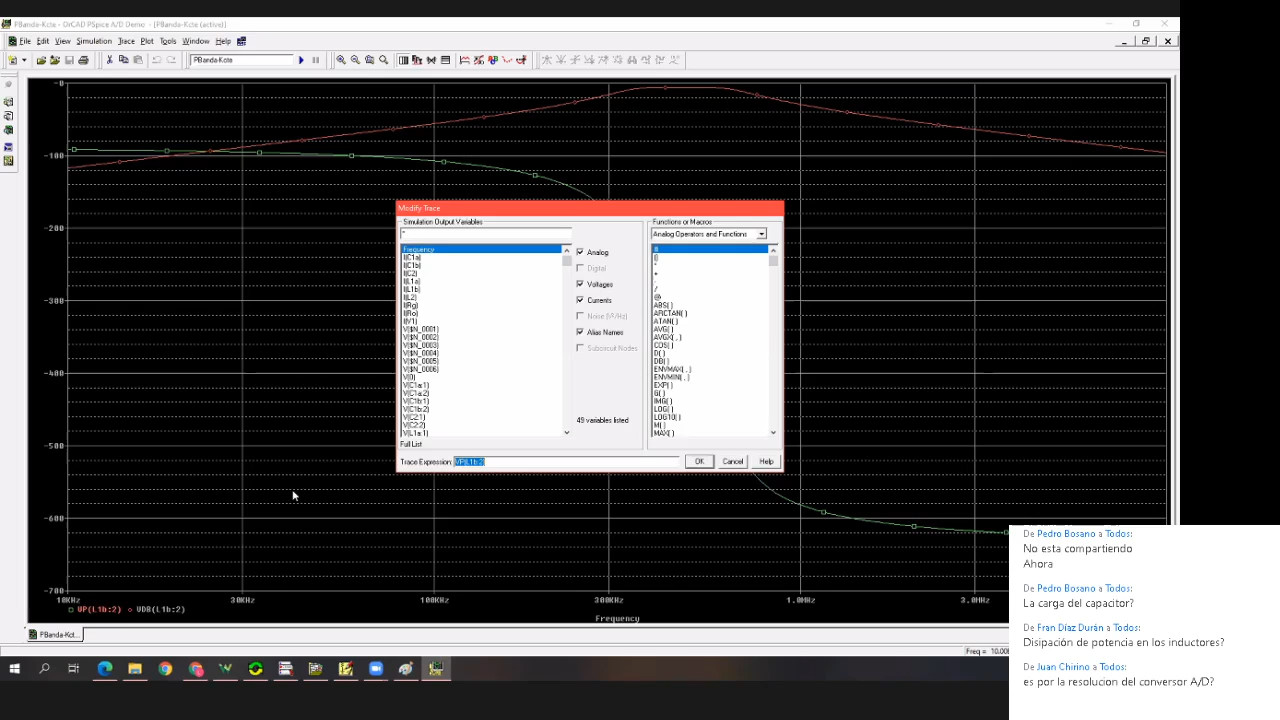 PBanda-Kcte - OrCAD PSpice A/D Demo - [PBanda-Kcte (active)]
File Edit View Simulation Trace Plot Tools Window Help
PBanda-Kcte
-0
-100
-200
-300
-400
-500
-600
-700
10KHz 30KHz 100KHz 300KHz 1.0MHz 3.0MHz
VP(L1b:2) VDB(L1b:2)
Frequency
Modify Trace
Simulation Output Variables
*
Frequency
I(C1a)
I(C1b)
I(C2)
I(L1a)
I(L1b)
I(L2)
I(Rg)
I(Ro)
I(V1)
V($N_0001)
V($N_0002)
V($N_0003)
V($N_0004)
V($N_0005)
V($N_0006)
V(0)
V(C1a:1)
V(C1a:2)
V(C1b:1)
V(C1b:2)
V(C2:1)
V(C2:2)
V(L1a:1)
Full List
Analog
Digital
Voltages
Currents
Noise (V²/Hz)
Alias Names
Subcircuit Nodes
49 variables listed
Functions or Macros
Analog Operators and Functions
#
()
*
+
-
/
@
ABS()
ARCTAN()
ATAN()
AVG()
AVGX(,)
COS()
D()
DB()
ENVMAX(,)
ENVMIN(,)
EXP()
G()
IMG()
LOG()
LOG10()
M()
MAX()
Trace Expression: VP(L1b:2)
OK Cancel Help
PBanda-Kct...
Freq = 10.00
De Pedro Bosano a Todos:
No esta compartiendo
Ahora
De Pedro Bosano a Todos:
La carga del capacitor?
De Fran Díaz Durán a Todos:
Disipación de potencia en los inductores?
De Juan Chirino a Todos:
es por la resolucion del conversor A/D?